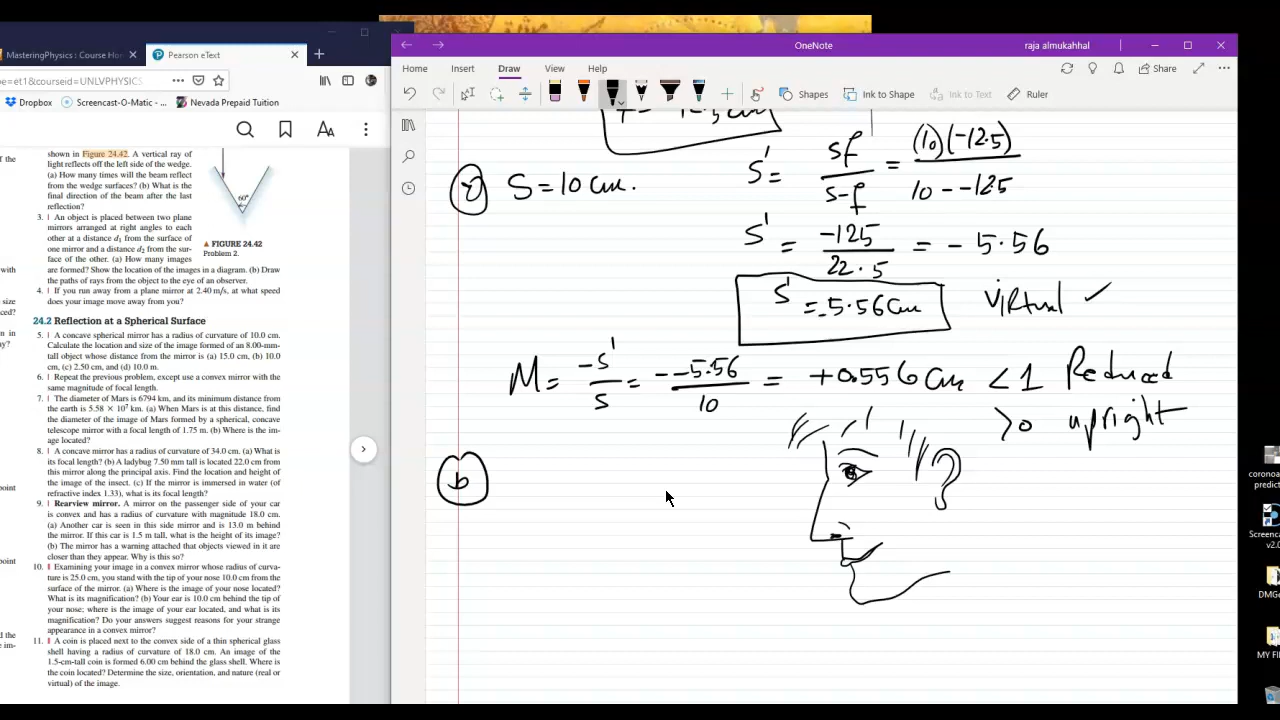 MasteringPhysics : Course Ho
Pearson eText
=et1&courseid=UNLVPHYSICS
Dropbox
Screencast-O-Matic - ...
Nevada Prepaid Tuition
shown in Figure 24.42. A vertical ray of
light reflects off the left side of the wedge.
(a) How many times will the beam reflect
from the wedge surfaces? (b) What is the
final direction of the beam after the last
reflection?
60°
▲ FIGURE 24.42
Problem 2.
3. | An object is placed between two plane
mirrors arranged at right angles to each
other at a distance d1 from the surface of
one mirror and a distance d2 from the sur-
face of the other. (a) How many images
are formed? Show the location of the images in a diagram. (b) Draw
the paths of rays from the object to the eye of an observer.
4. | If you run away from a plane mirror at 2.40 m/s, at what speed
does your image move away from you?
24.2 Reflection at a Spherical Surface
5. | A concave spherical mirror has a radius of curvature of 10.0 cm.
Calculate the location and size of the image formed of an 8.00-mm-
tall object whose distance from the mirror is (a) 15.0 cm, (b) 10.0
cm, (c) 2.50 cm, and (d) 10.0 m.
6. | Repeat the previous problem, except use a convex mirror with the
same magnitude of focal length.
7. | The diameter of Mars is 6794 km, and its minimum distance from
the earth is 5.58 × 10⁷ km. (a) When Mars is at this distance, find
the diameter of the image of Mars formed by a spherical, concave
telescope mirror with a focal length of 1.75 m. (b) Where is the im-
age located?
8. | A concave mirror has a radius of curvature of 34.0 cm. (a) What is
its focal length? (b) A ladybug 7.50 mm tall is located 22.0 cm from
this mirror along the principal axis. Find the location and height of
the image of the insect. (c) If the mirror is immersed in water (of
refractive index 1.33), what is its focal length?
9. | Rearview mirror. A mirror on the passenger side of your car
is convex and has a radius of curvature with magnitude 18.0 cm.
(a) Another car is seen in this side mirror and is 13.0 m behind
the mirror. If this car is 1.5 m tall, what is the height of its image?
(b) The mirror has a warning attached that objects viewed in it are
closer than they appear. Why is this so?
10. | Examining your image in a convex mirror whose radius of curva-
ture is 25.0 cm, you stand with the tip of your nose 10.0 cm from the
surface of the mirror. (a) Where is the image of your nose located?
What is its magnification? (b) Your ear is 10.0 cm behind the tip of
your nose; where is the image of your ear located, and what is its
magnification? Do your answers suggest reasons for your strange
appearance in a convex mirror?
11. || A coin is placed next to the convex side of a thin spherical glass
shell having a radius of curvature of 18.0 cm. An image of the
1.5-cm-tall coin is formed 6.00 cm behind the glass shell. Where is
the coin located? Determine the size, orientation, and nature (real or
virtual) of the image.
OneNote
raja almukahhal
Home Insert Draw View Help
Share
Shapes Ink to Shape Ink to Text Ruler
S = 10 cm.
S' = sf / s-f = (10)(-12.5) / 10 - -12.5
S' = -125 / 22.5 = - 5.56
S' = -5.56 cm Virtual ✓
M = -s' / s = - -5.56 / 10 = +0.556 cm < 1 Reduced
>0 upright
b
?
coronoa
predict
Screenca
v2.0
DMGe
MY FI